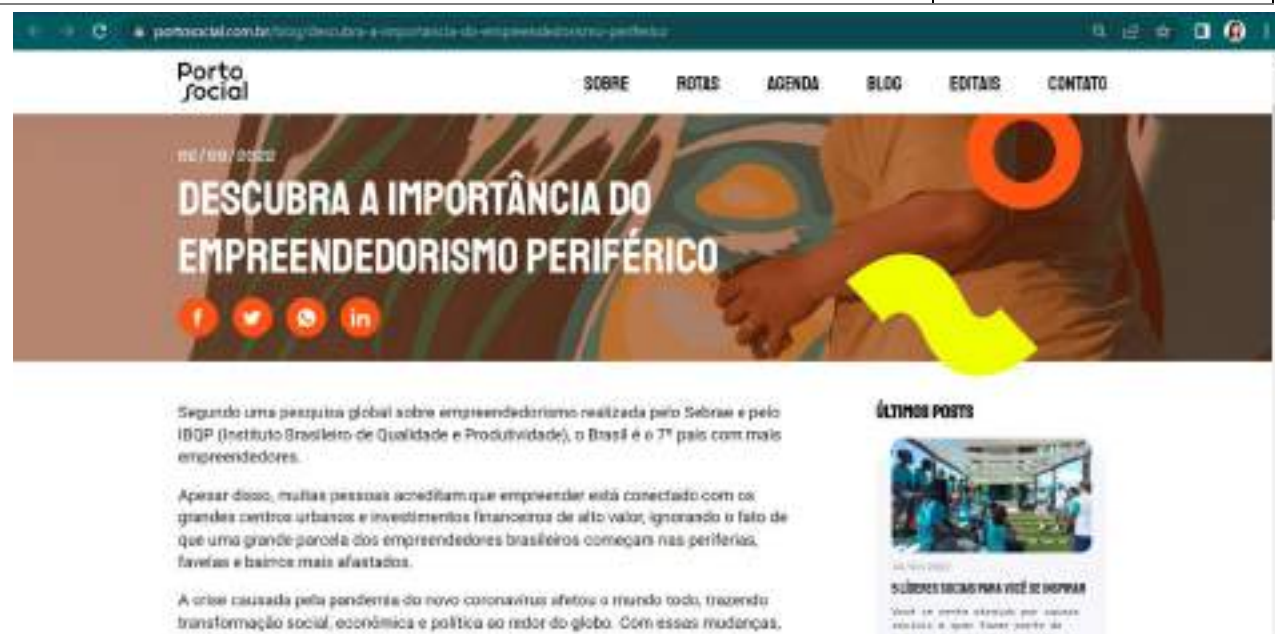 portosocial.com.br/blog/descubra-a-importancia-do-empreendedorismo-periferico
Porto
Social
SOBRE ROTAS AGENDA BLOG EDITAIS CONTATO
DESCUBRA A IMPORTÂNCIA DO
EMPREENDEDORISMO PERIFÉRICO
Segundo uma pesquisa global sobre empreendedorismo realizada pelo Sebrae e pelo
IBQP (Instituto Brasileiro de Qualidade e Produtividade), o Brasil é o 7º país com mais
empreendedores.
Apesar disso, muitas pessoas acreditam que empreender está conectado com os
grandes centros urbanos e investimentos financeiros de alto valor, ignorando o fato de
que uma grande parcela dos empreendedores brasileiros começam nas periferias,
favelas e bairros mais afastados.
A crise causada pela pandemia do novo coronavírus afetou o mundo todo, trazendo
transformação social, econômica e política ao redor do globo. Com essas mudanças,
ÚLTIMOS POSTS
5 LÍDERES SOCIAIS PARA VOCÊ SE INSPIRAR